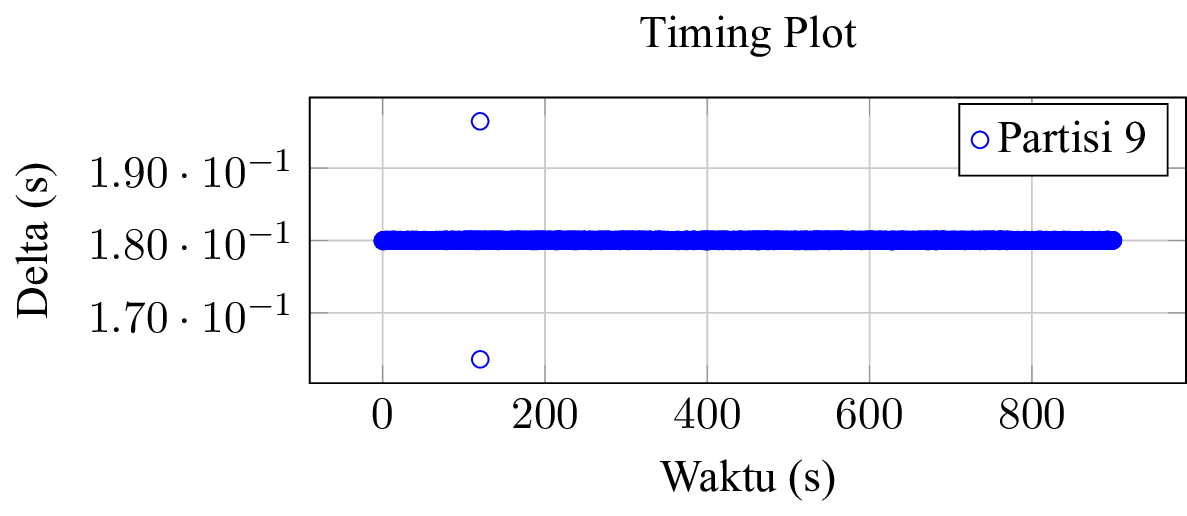 Timing Plot
Partisi 9
Delta (s)
1.90 · 10⁻¹
1.80 · 10⁻¹
1.70 · 10⁻¹
0 200 400 600 800
Waktu (s)